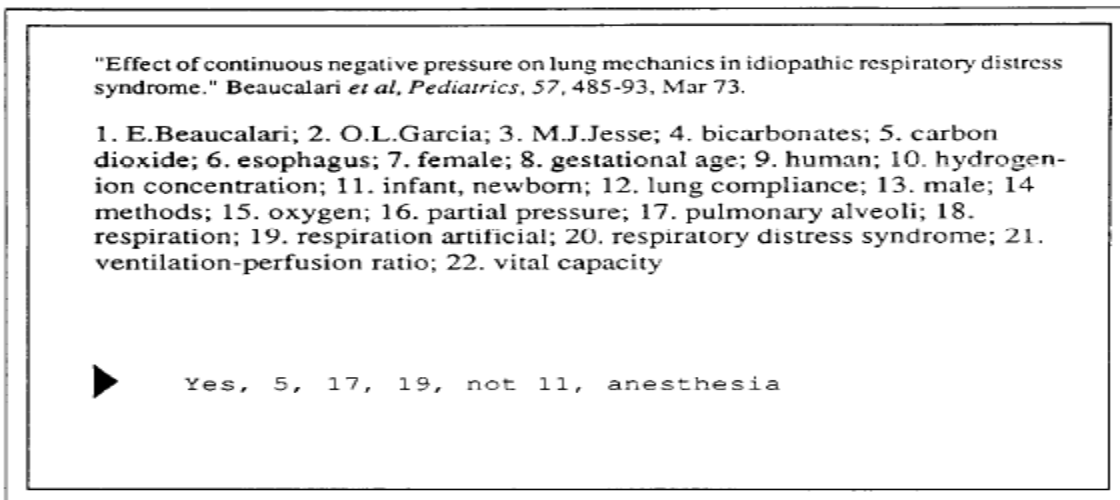 "Effect of continuous negative pressure on lung mechanics in idiopathic respiratory distress
syndrome." Beaucalari et al, Pediatrics, 57, 485-93, Mar 73.
1. E.Beaucalari; 2. O.L.Garcia; 3. M.J.Jesse; 4. bicarbonates; 5. carbon
dioxide; 6. esophagus; 7. female; 8. gestational age; 9. human; 10. hydrogen-
ion concentration; 11. infant, newborn; 12. lung compliance; 13. male; 14
methods; 15. oxygen; 16. partial pressure; 17. pulmonary alveoli; 18.
respiration; 19. respiration artificial; 20. respiratory distress syndrome; 21.
ventilation-perfusion ratio; 22. vital capacity
Yes, 5, 17, 19, not 11, anesthesia